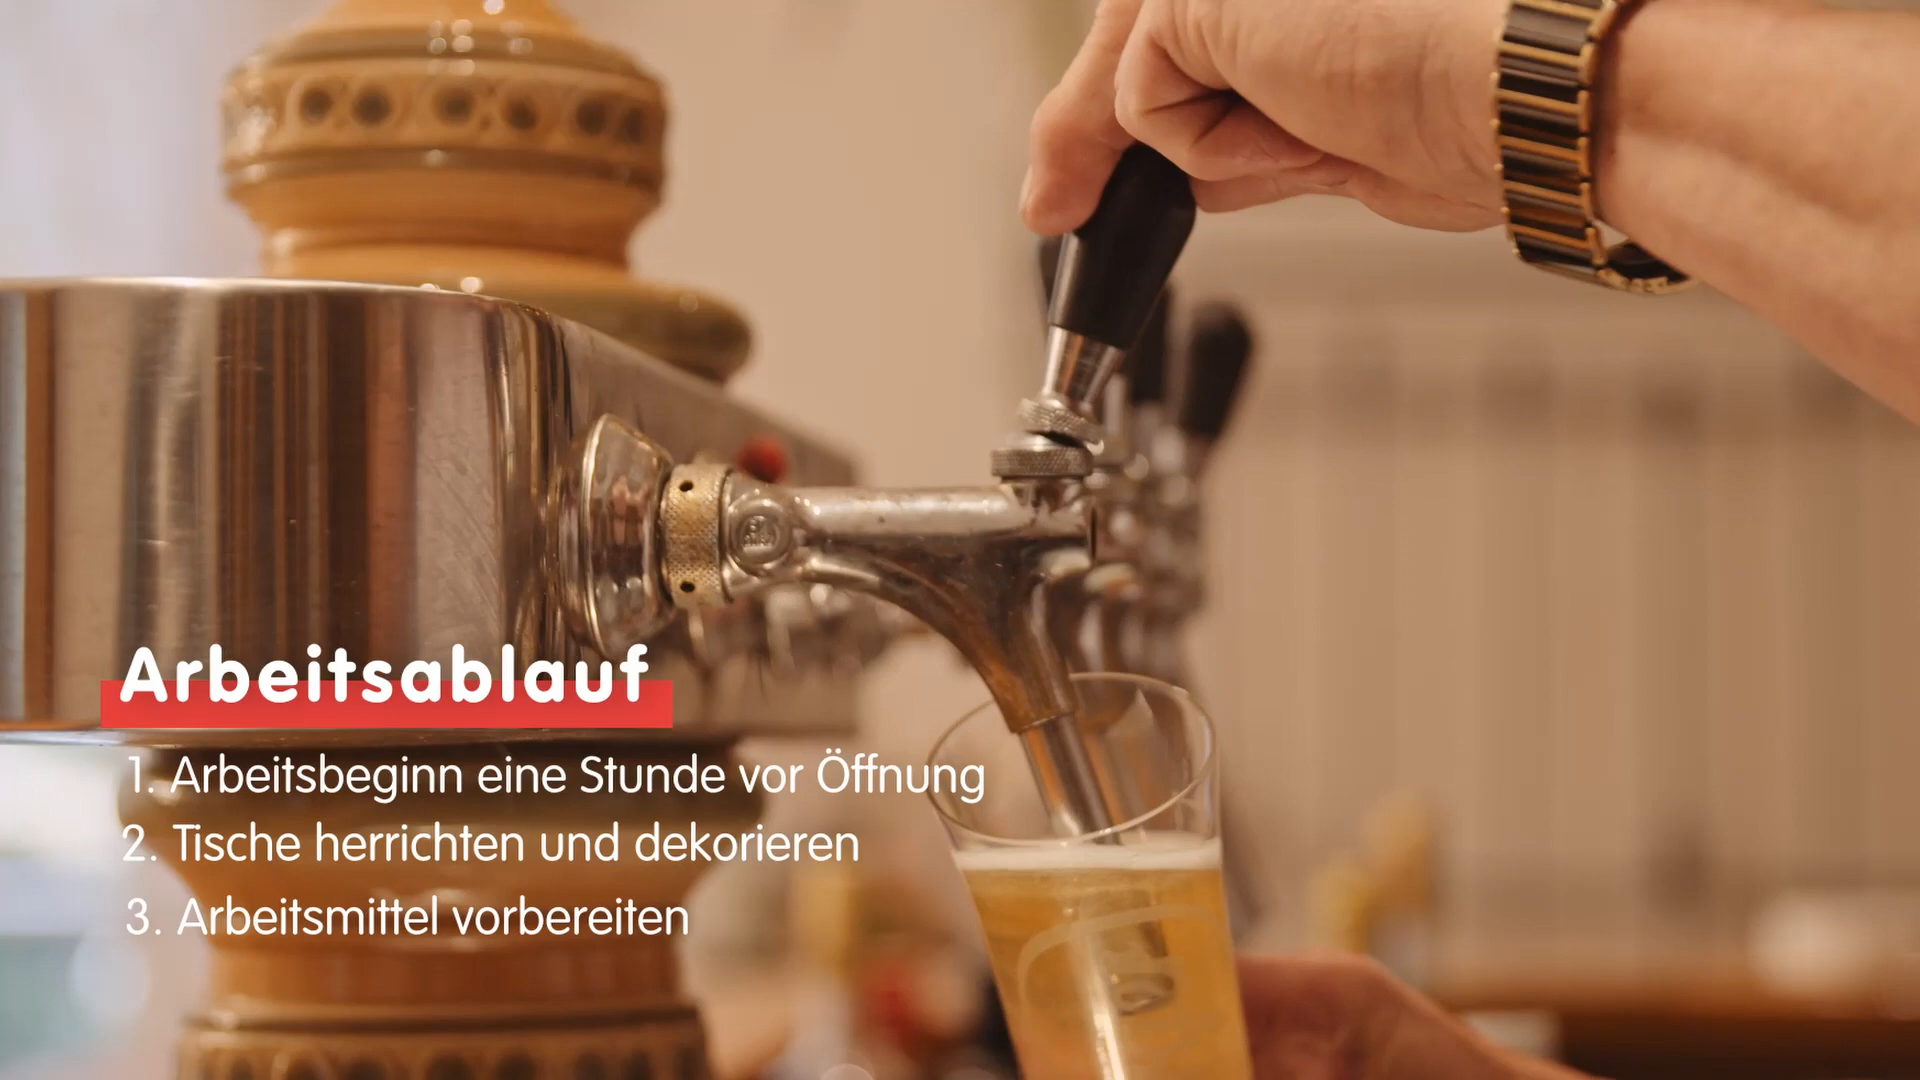 Arbeitsablauf
1. Arbeitsbeginn eine Stunde vor Öffnung
2. Tische herrichten und dekorieren
3. Arbeitsmittel vorbereiten